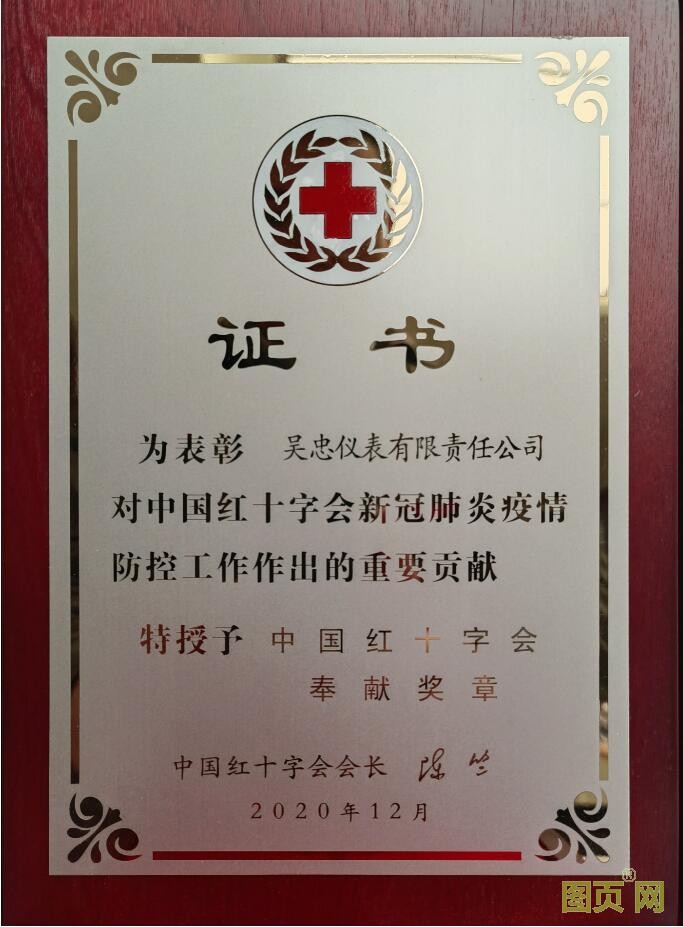 证 书
为表彰 吴忠仪表有限责任公司
对中国红十字会新冠肺炎疫情
防控工作作出的重要贡献
特授予 中国红十字会
奉献奖章
中国红十字会会长 陈竺
2020年12月
图页网®